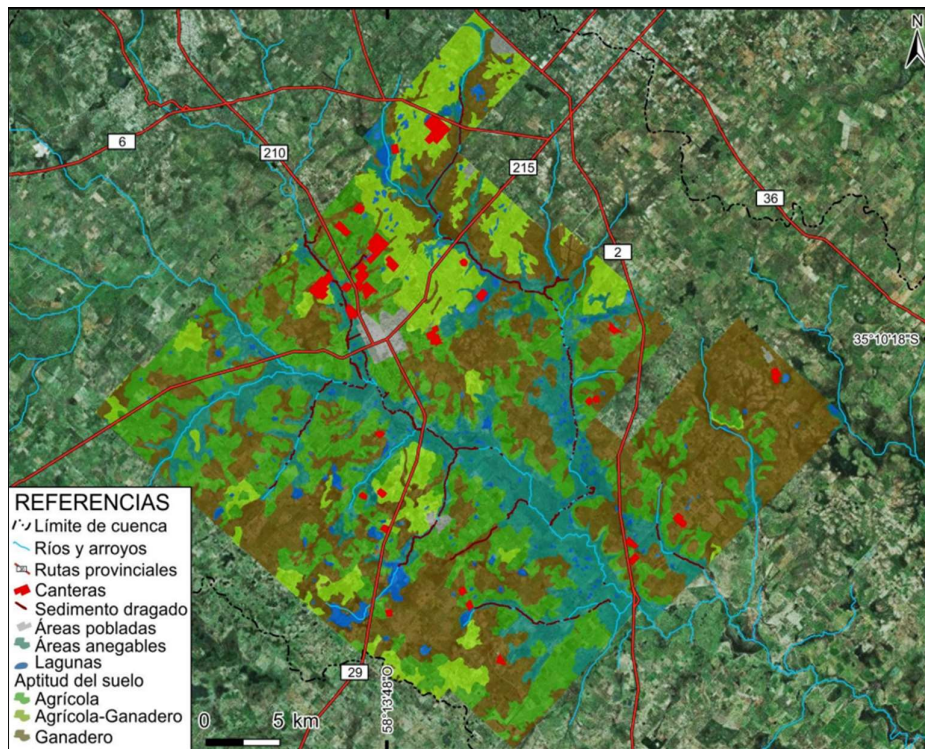 N
6
210
215
36
2
35°10'18"S
REFERENCIAS
Límite de cuenca
Ríos y arroyos
Rutas provinciales
Canteras
Sedimento dragado
Áreas pobladas
Áreas anegables
Lagunas
Aptitud del suelo
Agrícola
Agrícola-Ganadero
Ganadero
29
58°13'48"O
0 5 km